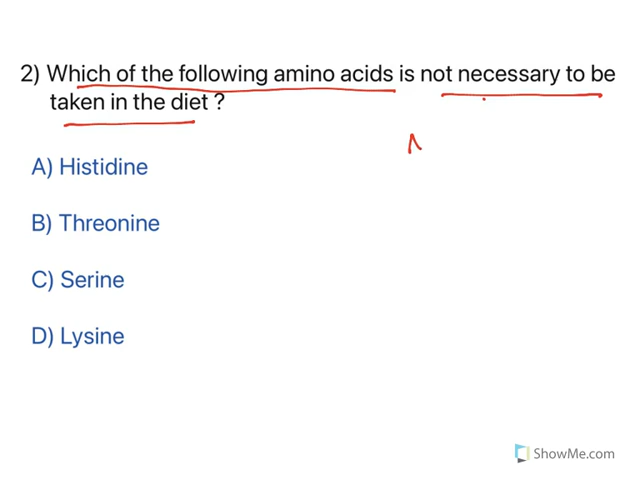 2) Which of the following amino acids is not necessary to be
taken in the diet ?
A) Histidine
B) Threonine
C) Serine
D) Lysine
ShowMe.com